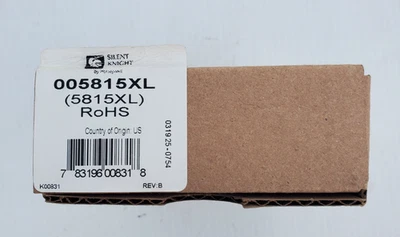 SILENT
KNIGHT
by Honeywell
005815XL
(5815XL)
RoHS
Country of Origin: US
7 83196 00831 8
K00831 REV:B
031925-0754